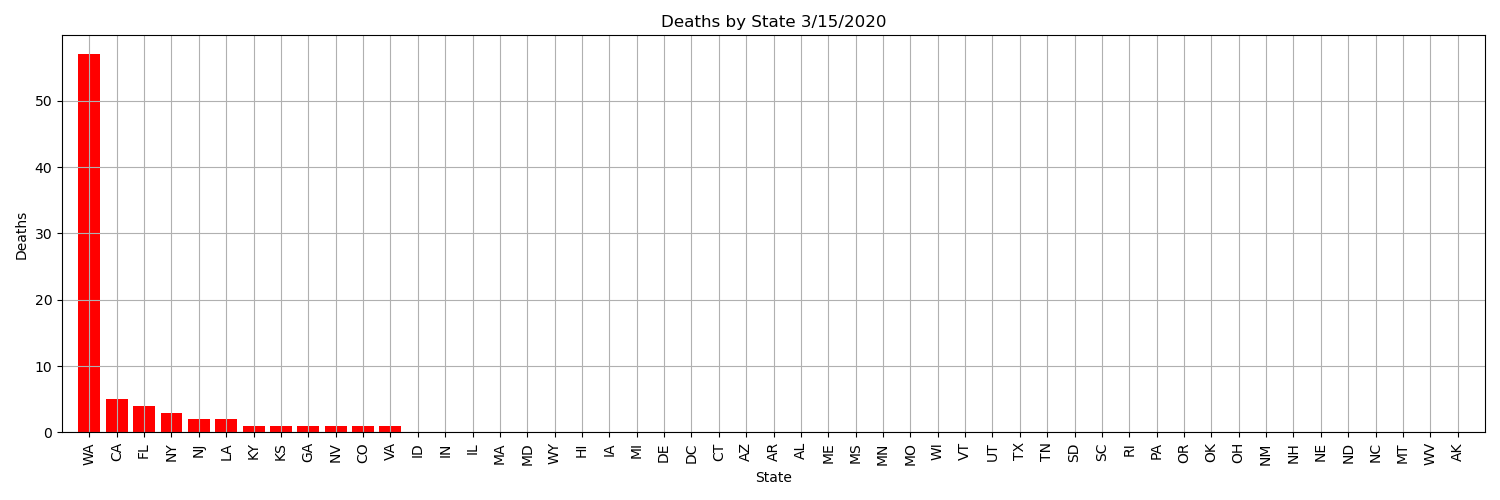 Deaths by State 3/15/2020
Deaths
50
40
30
20
10
0
WA CA FL NY NJ LA KY KS GA NV CO VA ID IN IL MA MD WY HI IA MI DE DC CT AZ AR AL ME MS MN MO WI VT UT TX TN SD SC RI PA OR OK OH NM NH NE ND NC MT WV AK
State